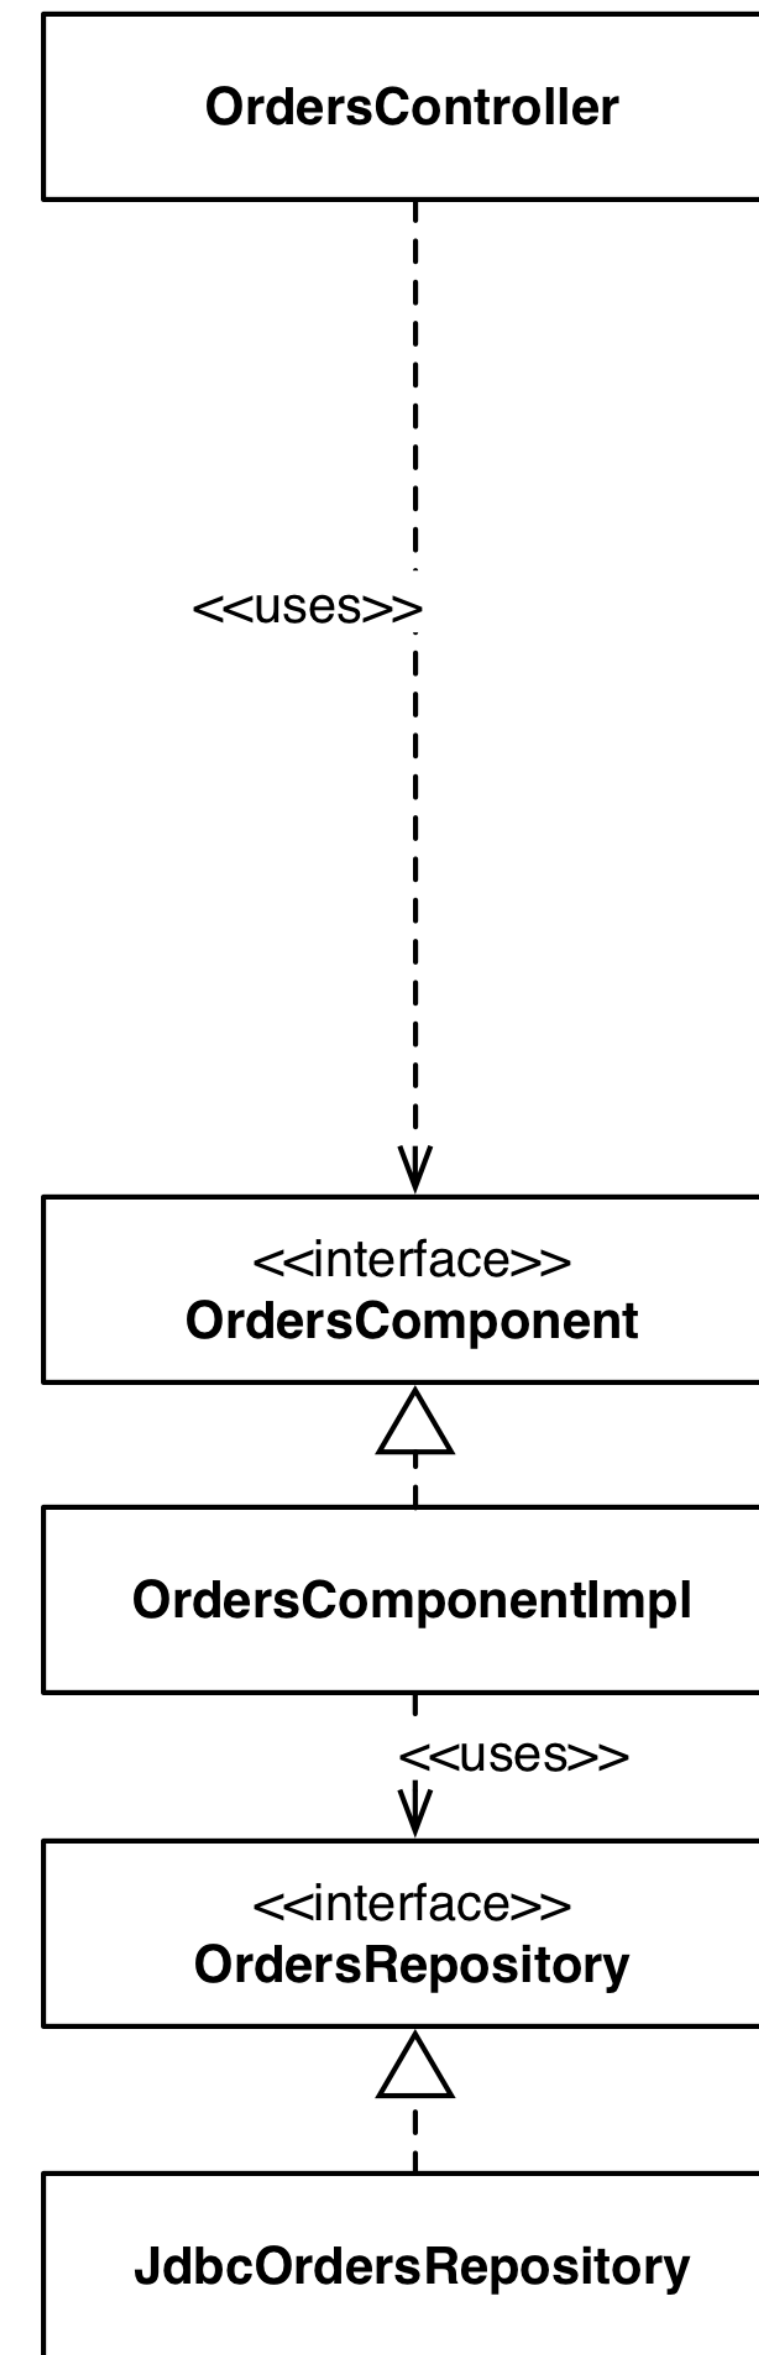 OrdersController
<<uses>>
<<interface>>
OrdersComponent
OrdersComponentImpl
<<uses>>
<<interface>>
OrdersRepository
JdbcOrdersRepository